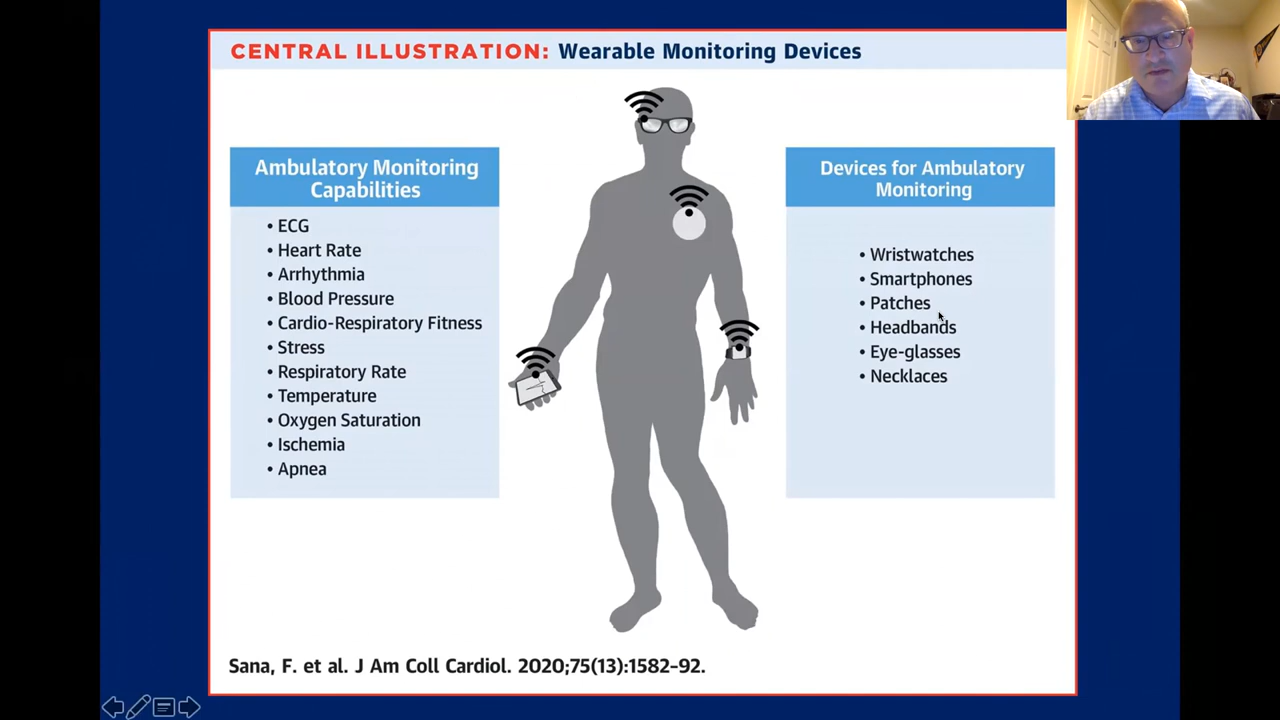 CENTRAL ILLUSTRATION: Wearable Monitoring Devices
Ambulatory Monitoring
Capabilities
• ECG
• Heart Rate
• Arrhythmia
• Blood Pressure
• Cardio-Respiratory Fitness
• Stress
• Respiratory Rate
• Temperature
• Oxygen Saturation
• Ischemia
• Apnea
Devices for Ambulatory
Monitoring
• Wristwatches
• Smartphones
• Patches
• Headbands
• Eye-glasses
• Necklaces
Sana, F. et al. J Am Coll Cardiol. 2020;75(13):1582–92.